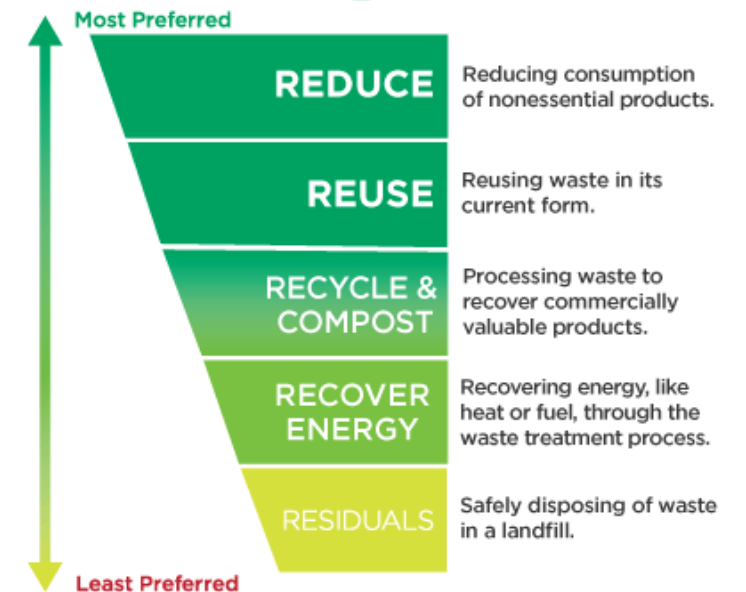 Most Preferred
REDUCE
Reducing consumption
of nonessential products.
REUSE
Reusing waste in its
current form.
RECYCLE &
COMPOST
Processing waste to
recover commercially
valuable products.
RECOVER
ENERGY
Recovering energy, like
heat or fuel, through the
waste treatment process.
RESIDUALS
Safely disposing of waste
in a landfill.
Least Preferred